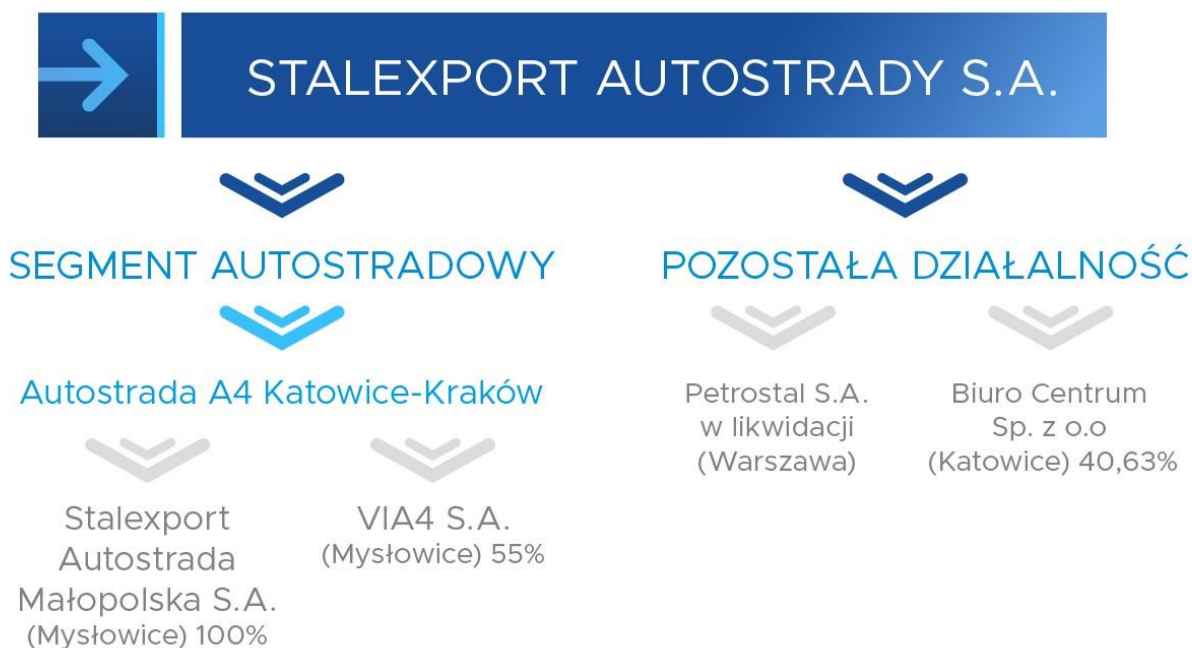 STALEXPORT AUTOSTRADY S.A.
SEGMENT AUTOSTRADOWY
Autostrada A4 Katowice-Kraków
Stalexport
Autostrada
Małopolska S.A.
(Mysłowice) 100%
VIA4 S.A.
(Mysłowice) 55%
POZOSTAŁA DZIAŁALNOŚĆ
Petrostal S.A.
w likwidacji
(Warszawa)
Biuro Centrum
Sp. z o.o
(Katowice) 40,63%